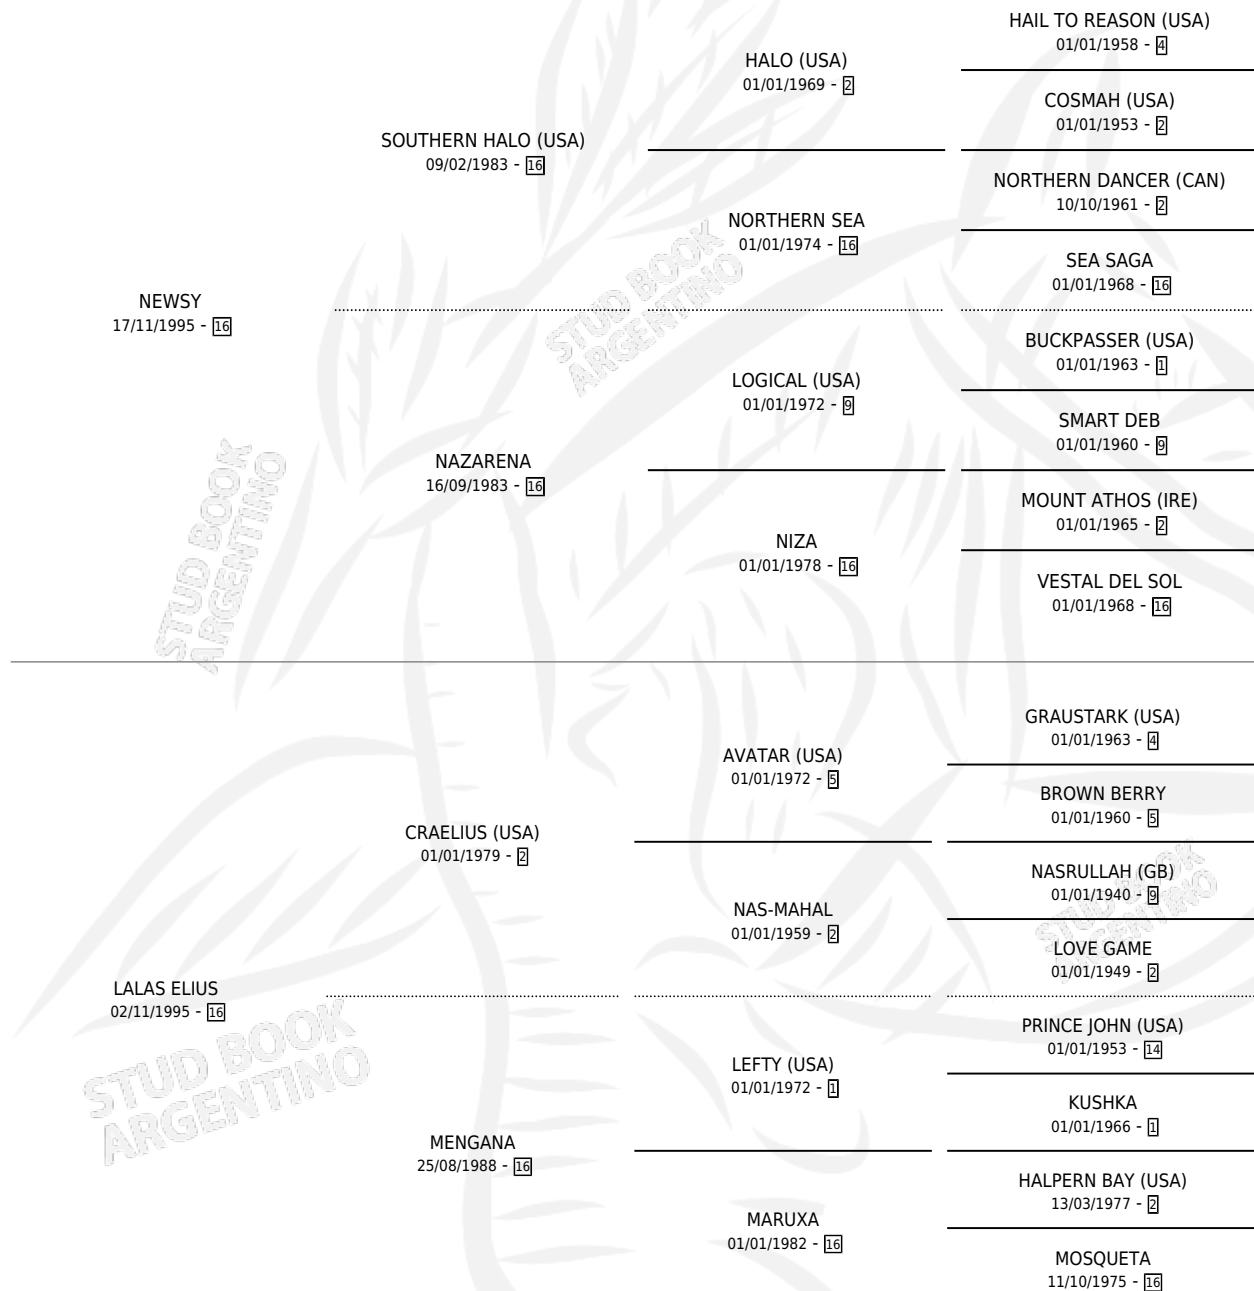 HAIL TO REASON (USA)
01/01/1958 - 4
HALO (USA)
01/01/1969 - 2
COSMAH (USA)
01/01/1953 - 2
SOUTHERN HALO (USA)
09/02/1983 - 16
NORTHERN DANCER (CAN)
10/10/1961 - 2
NORTHERN SEA
01/01/1974 - 16
SEA SAGA
01/01/1968 - 16
NEWSY
17/11/1995 - 16
STUD BOOK
ARGENTINO
BUCKPASSER (USA)
01/01/1963 - 1
LOGICAL (USA)
01/01/1972 - 9
SMART DEB
01/01/1960 - 9
NAZARENA
16/09/1983 - 16
MOUNT ATHOS (IRE)
01/01/1965 - 2
NIZA
01/01/1978 - 16
VESTAL DEL SOL
01/01/1968 - 16
STUD BOOK
ARGENTINO
GRAUSTARK (USA)
01/01/1963 - 4
AVATAR (USA)
01/01/1972 - 5
BROWN BERRY
01/01/1960 - 5
CRAELIUS (USA)
01/01/1979 - 2
NASRULLAH (GB)
01/01/1940 - 9
NAS-MAHAL
01/01/1959 - 2
LOVE GAME
01/01/1949 - 2
STUD BOOK
ARGENTINO
LALAS ELIUS
02/11/1995 - 16
PRINCE JOHN (USA)
01/01/1953 - 14
LEFTY (USA)
01/01/1972 - 1
KUSHKA
01/01/1966 - 1
STUD BOOK
ARGENTINO
MENGANA
25/08/1988 - 16
HALPERN BAY (USA)
13/03/1977 - 2
MARUXA
01/01/1982 - 16
MOSQUETA
11/10/1975 - 16